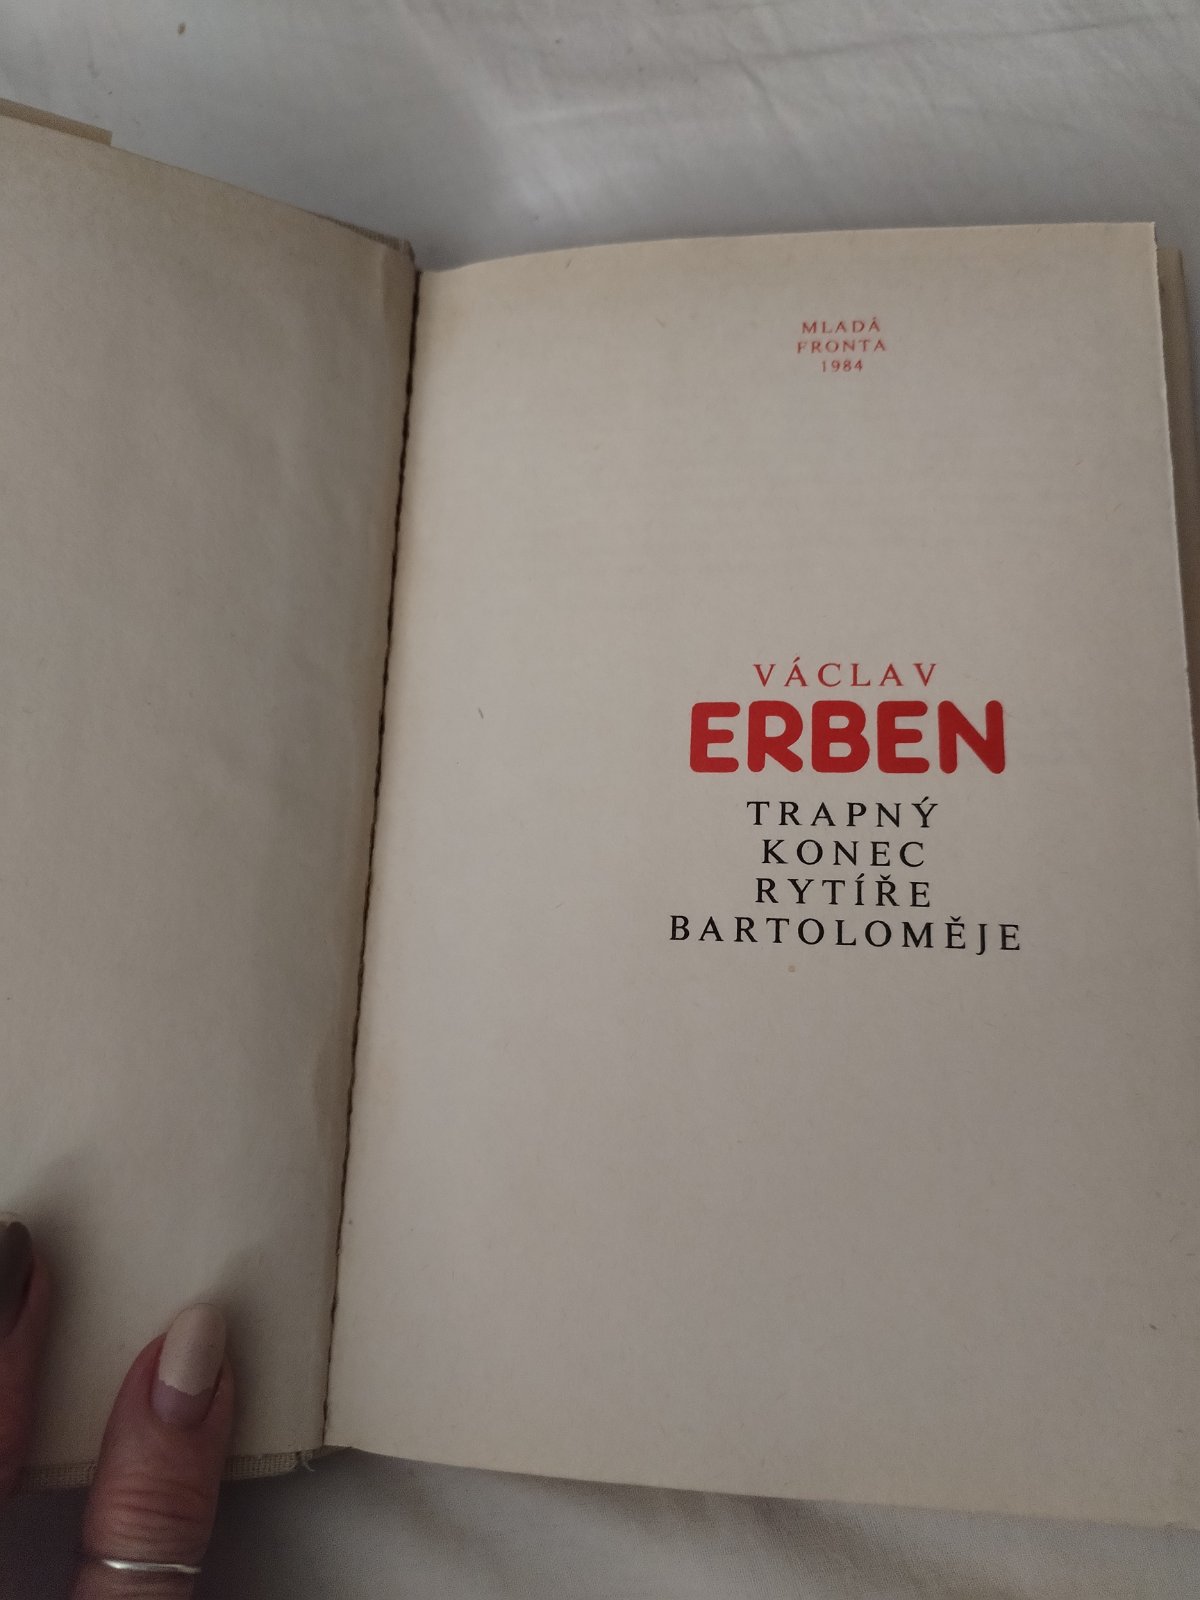 MLADÁ
FRONTA
1984
VÁCLAV
ERBEN
TRAPNÝ
KONEC
RYTÍŘE
BARTOLOMĚJE